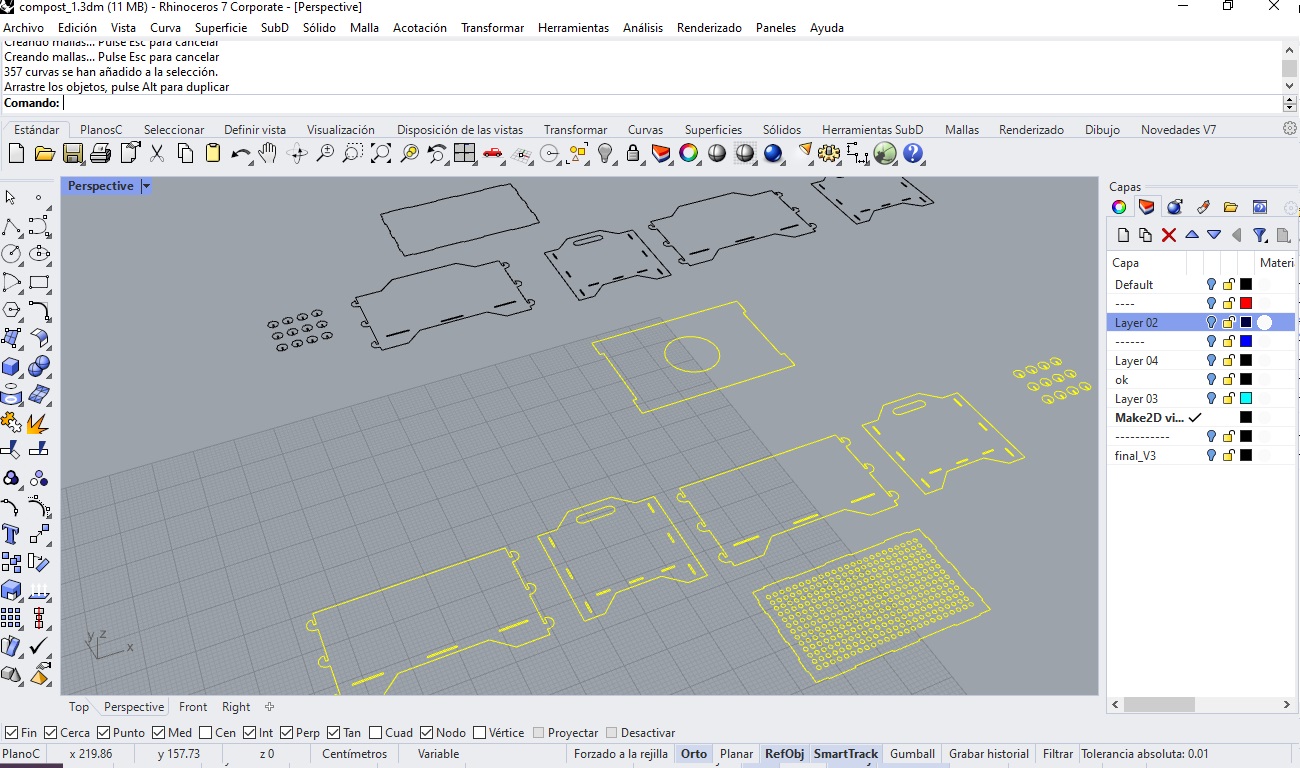 compost_1.3dm (11 MB) - Rhinoceros 7 Corporate - [Perspective]
Archivo Edición Vista Curva Superficie SubD Sólido Malla Acotación Transformar Herramientas Análisis Renderizado Paneles Ayuda
Creando mallas... Pulse Esc para cancelar
Creando mallas... Pulse Esc para cancelar
357 curvas se han añadido a la selección.
Arrastre los objetos, pulse Alt para duplicar
Comando:
Estándar PlanosC Seleccionar Definir vista Visualización Disposición de las vistas Transformar Curvas Superficies Sólidos Herramientas SubD Mallas Renderizado Dibujo Novedades V7
Perspective
Capas
Capa Materi
Default
----
Layer 02
------
Layer 04
ok
Layer 03
Make2D vi...
-----------
final_V3
y z
x
Top Perspective Front Right
Fin Cerca Punto Med Cen Int Perp Tan Cuad Nodo Vértice Proyectar Desactivar
PlanoC x 219.86 y 157.73 z 0 Centímetros Variable Forzado a la rejilla Orto Planar RefObj SmartTrack Gumball Grabar historial Filtrar Tolerancia absoluta: 0.01